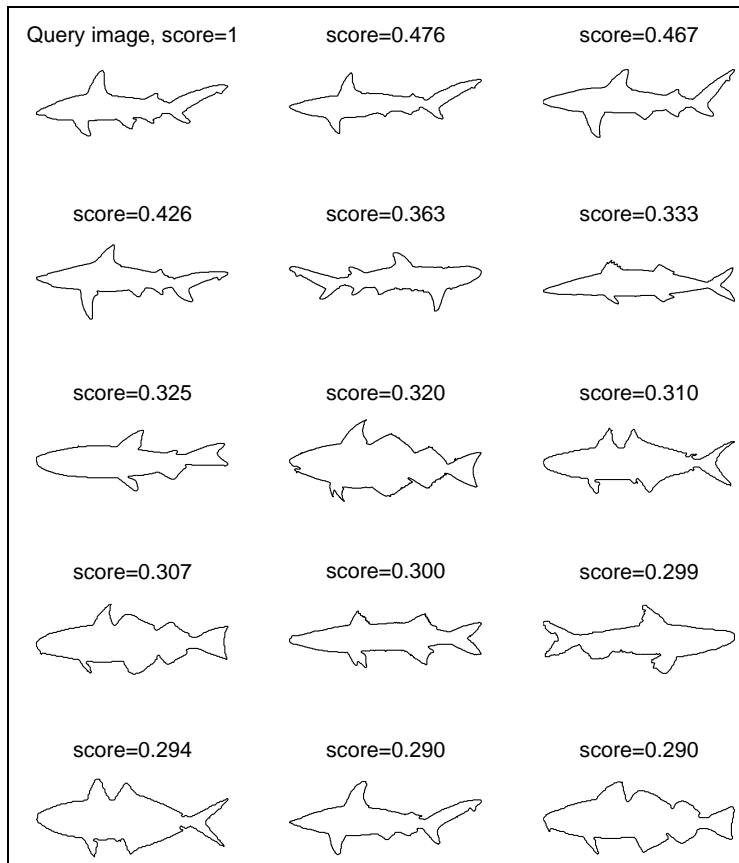 Query image, score=1
score=0.476
score=0.467
score=0.426
score=0.363
score=0.333
score=0.325
score=0.320
score=0.310
score=0.307
score=0.300
score=0.299
score=0.294
score=0.290
score=0.290